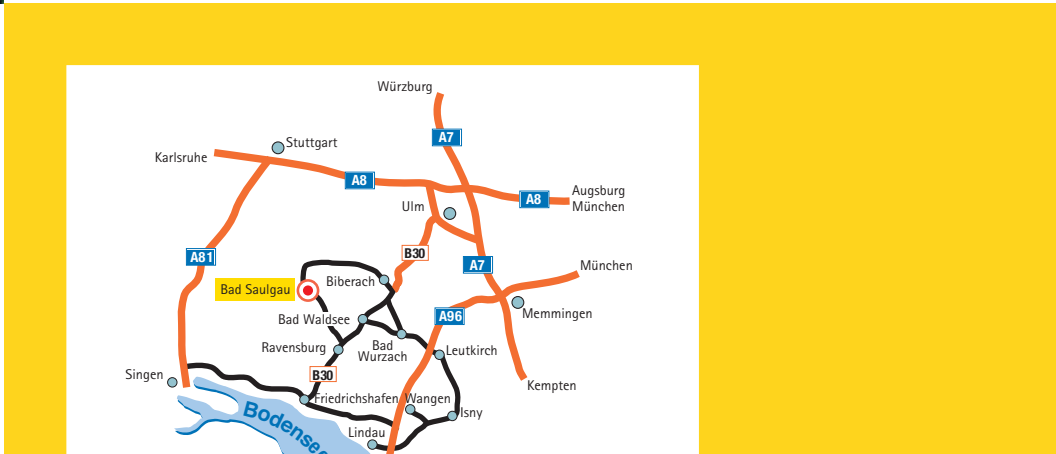 Würzburg
A7
Stuttgart
Karlsruhe
A8
Augsburg
A8
München
Ulm
B30
A81
A7
München
Biberach
Bad Saulgau
Memmingen
A96
Bad Waldsee
Bad
Wurzach
Ravensburg
Leutkirch
B30
Singen
Kempten
Friedrichshafen
Wangen
Bodensee
Isny
Lindau